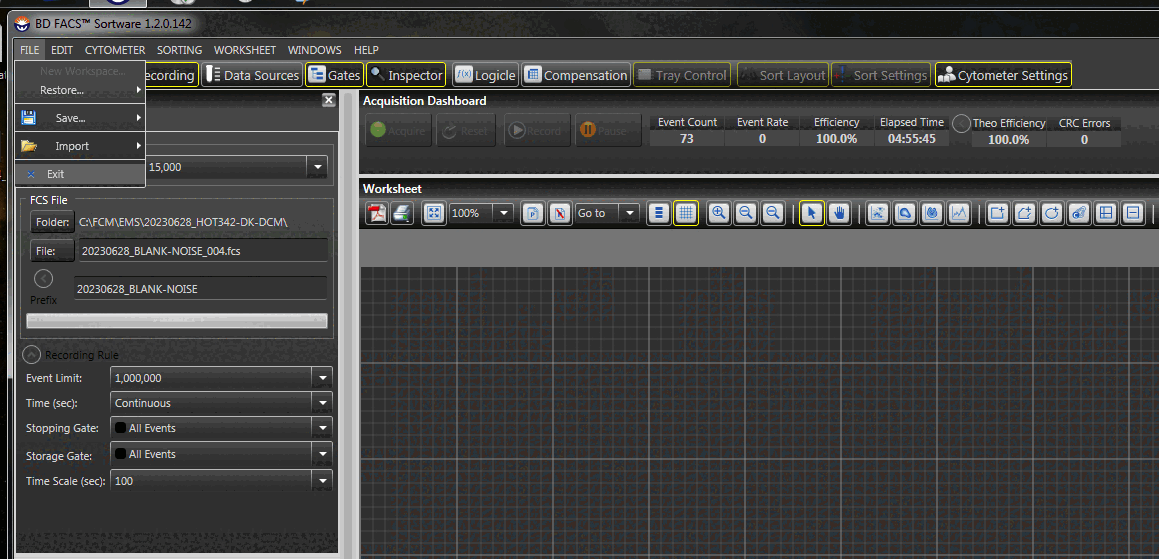 BD FACS™ Sortware 1.2.0.142
FILE EDIT CYTOMETER SORTING WORKSHEET WINDOWS HELP
New Workspace...
Restore...
Save...
Import
Exit
ecording Data Sources Gates Inspector Logicle Compensation Tray Control Sort Layout Sort Settings Cytometer Settings
Acquisition Dashboard
Acquire Reset Record Pause
Event Count Event Rate Efficiency Elapsed Time Theo Efficiency CRC Errors
73 0 100.0% 04:55:45 100.0% 0
15,000
FCS File
Folder: C:\FCM\EMS\20230628_HOT342-DK-DCM\
File: 20230628_BLANK-NOISE_004.fcs
Prefix 20230628_BLANK-NOISE
Recording Rule
Event Limit: 1,000,000
Time (sec): Continuous
Stopping Gate: All Events
Storage Gate: All Events
Time Scale (sec): 100
Worksheet
100% Go to